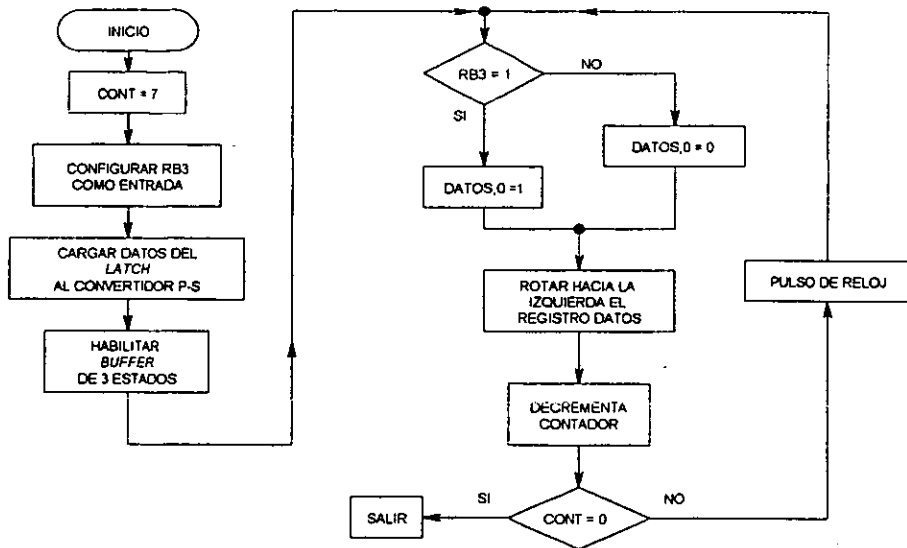 INICIO
CONT = 7
CONFIGURAR RB3
COMO ENTRADA
CARGAR DATOS DEL
LATCH
AL CONVERTIDOR P-S
HABILITAR
BUFFER
DE 3 ESTADOS
RB3 = 1
NO
SI
DATOS,0 = 0
DATOS,0 =1
ROTAR HACIA LA
IZQUIERDA EL
REGISTRO DATOS
PULSO DE RELOJ
DECREMENTA
CONTADOR
SI
NO
CONT = 0
SALIR